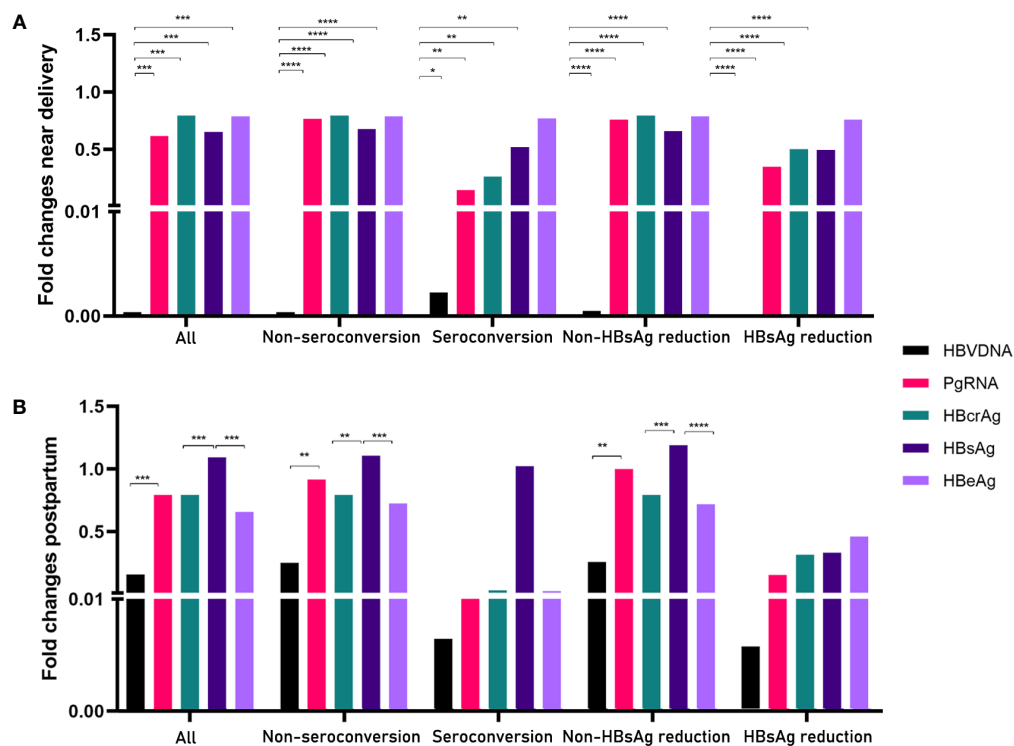 A
Fold changes near delivery
1.5
1.0
0.5
0.01
0.00
*** **** ** **** ****
*** **** ** **** ****
*** **** ** **** ****
*** **** * **** ****
All Non-seroconversion Seroconversion Non-HBsAg reduction HBsAg reduction
HBVDNA
PgRNA
HBcrAg
HBsAg
HBeAg
B
Fold changes postpartum
1.5
1.0
0.5
0.01
0.00
*** *** *** ** ** *** ** *** ****
All Non-seroconversion Seroconversion Non-HBsAg reduction HBsAg reduction